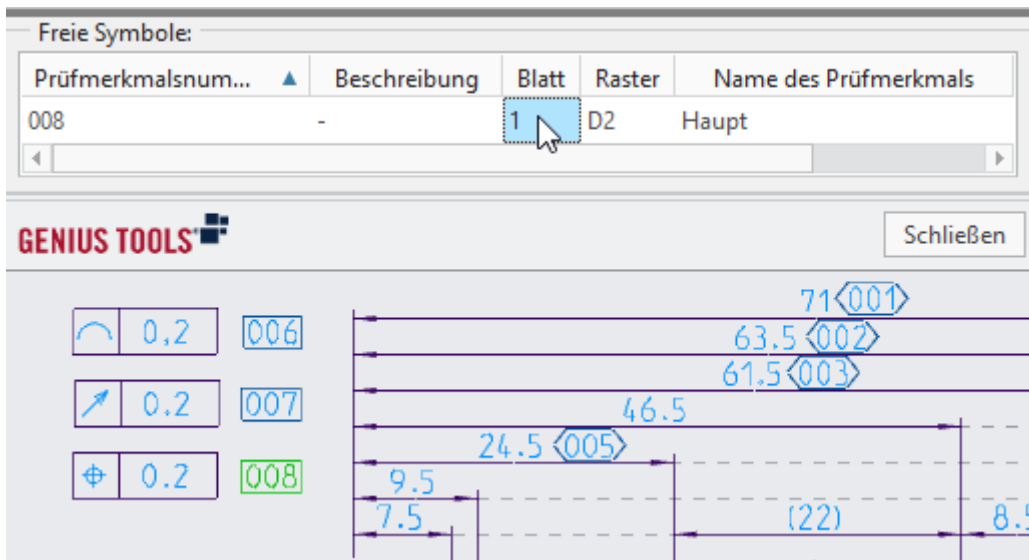 Freie Symbole:
Prüfmerkmalsnum... Beschreibung Blatt Raster Name des Prüfmerkmals
008 - 1 D2 Haupt
GENIUS TOOLS Schließen
71 001
0,2 006
63.5 002
61.5 003
0.2 007
46.5
24.5 005
0.2 008
9.5
7.5 (22) 8.5